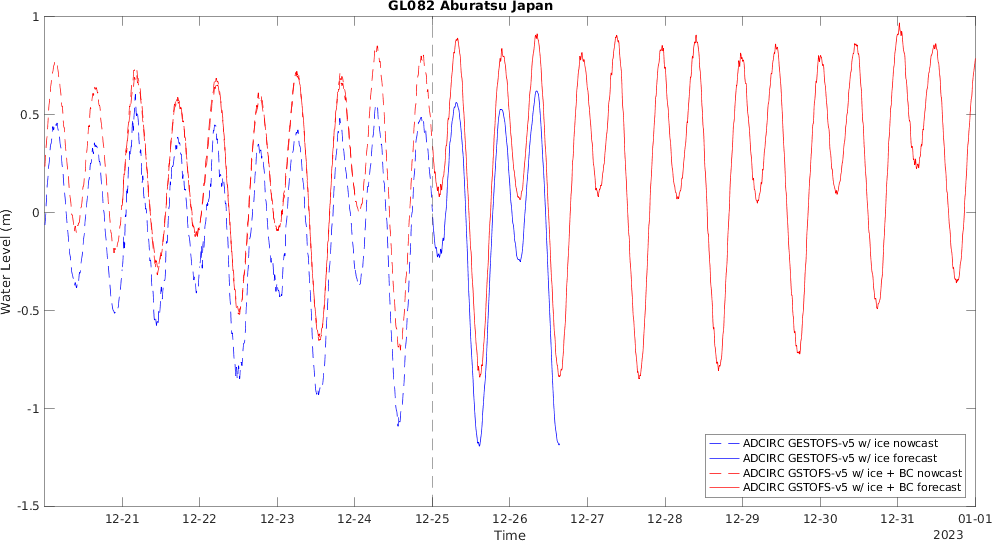 GL082 Aburatsu Japan
1
0.5
0
-0.5
-1
-1.5
Water Level (m)
ADCIRC GESTOFS-v5 w/ ice nowcast
ADCIRC GESTOFS-v5 w/ ice forecast
ADCIRC GSTOFS-v5 w/ ice + BC nowcast
ADCIRC GSTOFS-v5 w/ ice + BC forecast
12-21 12-22 12-23 12-24 12-25 12-26 12-27 12-28 12-29 12-30 12-31 01-01
Time 2023